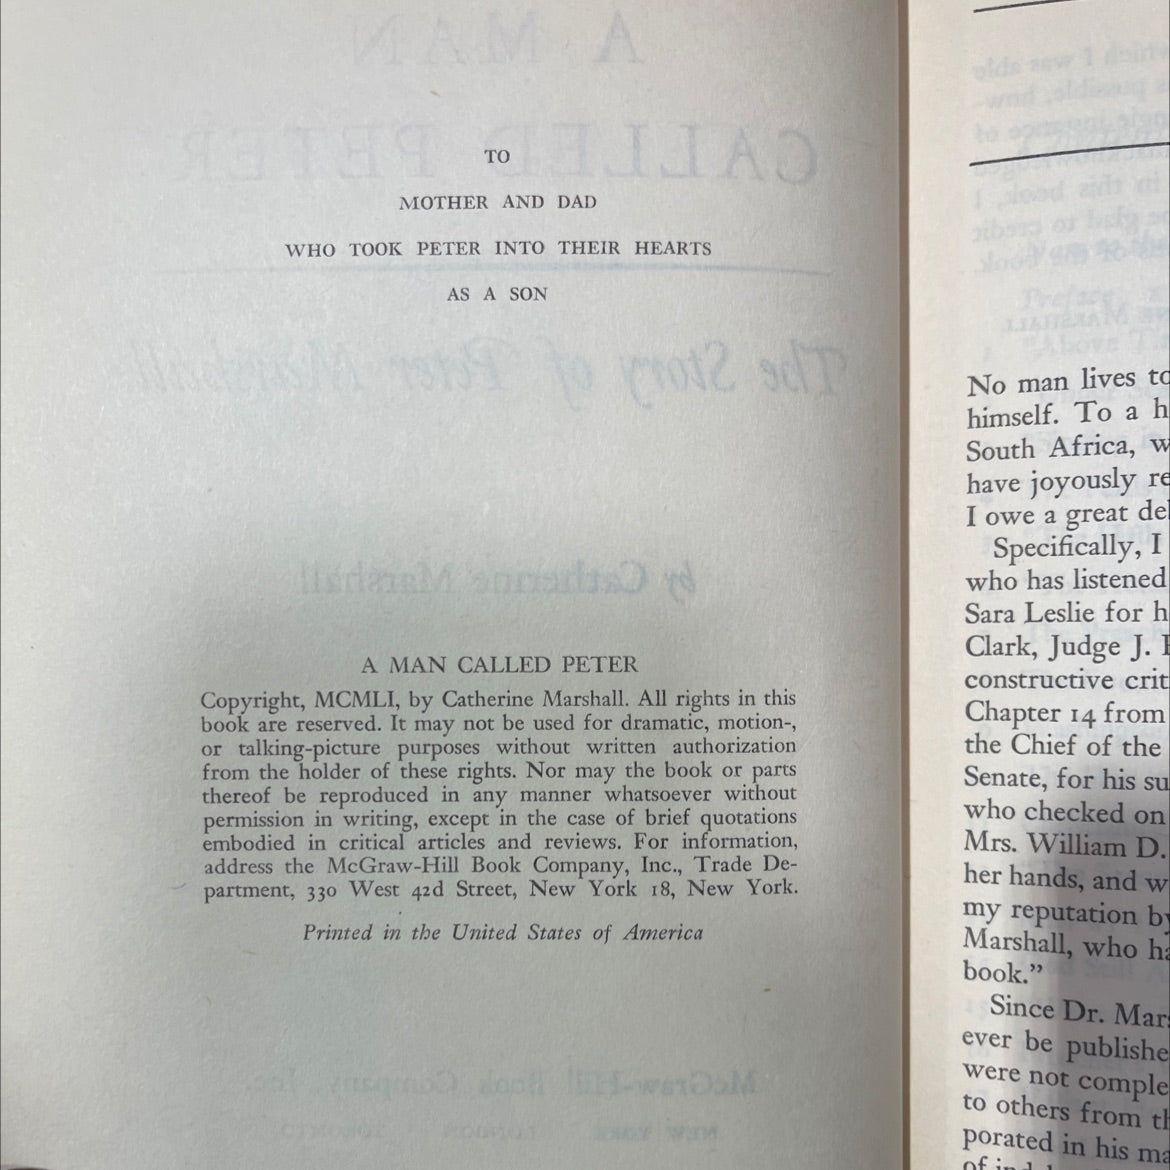 TO
MOTHER AND DAD
WHO TOOK PETER INTO THEIR HEARTS
AS A SON
A MAN CALLED PETER
Copyright, MCMLI, by Catherine Marshall. All rights in this
book are reserved. It may not be used for dramatic, motion-,
or talking-picture purposes without written authorization
from the holder of these rights. Nor may the book or parts
thereof be reproduced in any manner whatsoever without
permission in writing, except in the case of brief quotations
embodied in critical articles and reviews. For information,
address the McGraw-Hill Book Company, Inc., Trade De-
partment, 330 West 42d Street, New York 18, New York.
Printed in the United States of America
No man lives
himself. To a
South Africa,
have joyously
I owe a great
Specifically, I
who has listened
Sara Leslie for
Clark, Judge J.
constructive
Chapter 14 from
the Chief of the
Senate, for his
who checked on
Mrs. William D.
her hands, and
my reputation
Marshall, who
book.”
Since Dr.
ever be
were not
to others from
porated in his
of